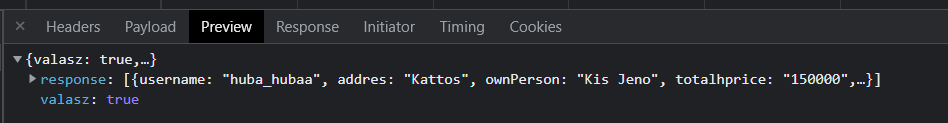 × Headers Payload Preview Response Initiator Timing Cookies
▼{valasz: true,…}
▶response: [{username: "huba_hubaa", addres: "Kattos", ownPerson: "Kis Jeno", totalhprice: "150000",…}]
valasz: true